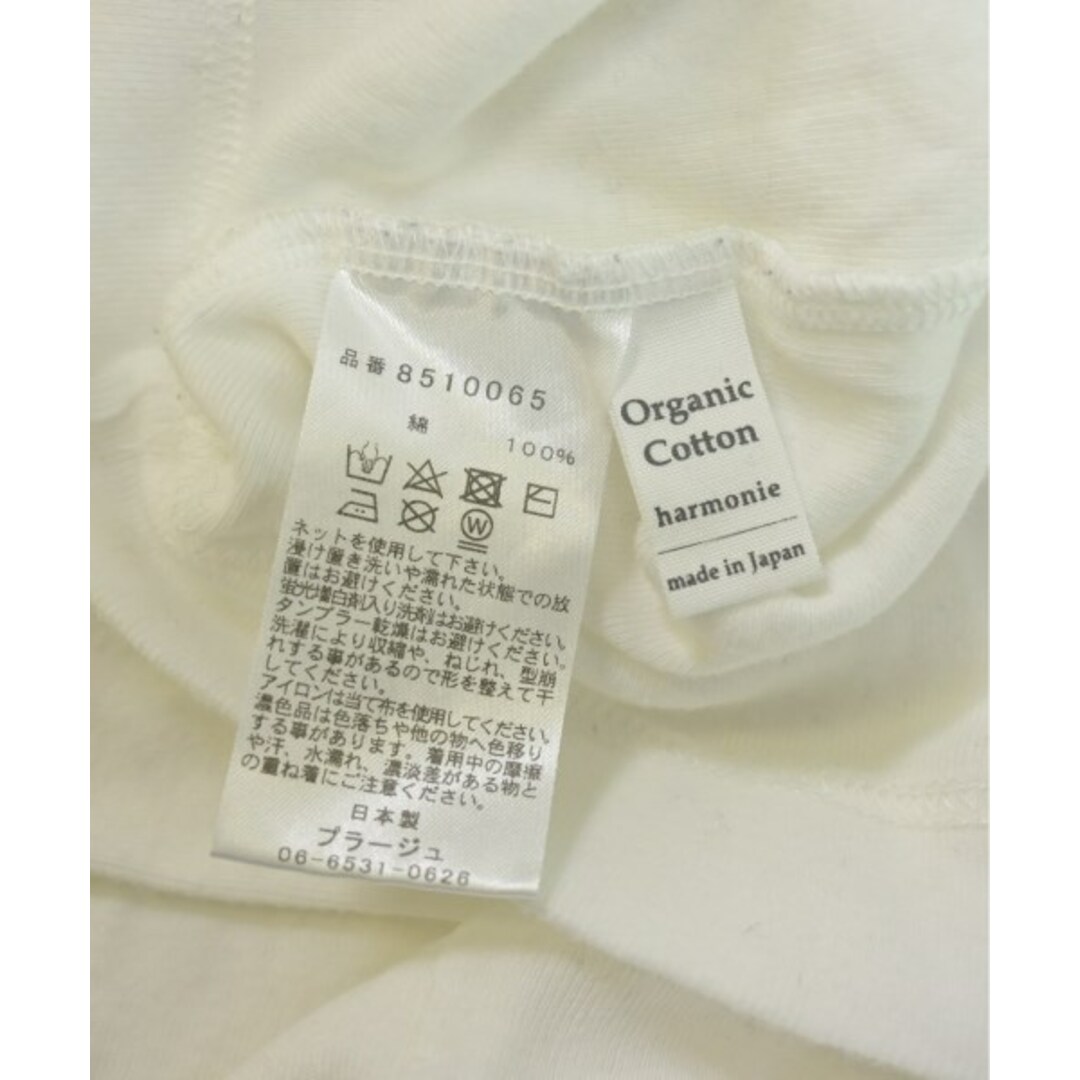 品番 8510065
綿 100%
W
ネットを使用して下さい。
浸け置き洗いや濡れた状態での放
置はお避けください。
蛍光増白剤入り洗剤はお避けください。
タンブラー乾燥はお避けください。
洗濯により収縮や、ねじれ、型崩
れする事があるので形を整えて干
してください。
アイロンは当て布を使用してください。
濃色品は色落ちや他の物へ色移り
する事があります。着用中の摩擦
や汗、水濡れ、濃淡差がある物と
の重ね着にご注意ください。
日本製
プラージュ
06-6531-0626
Organic
Cotton
harmonie
made in Japan